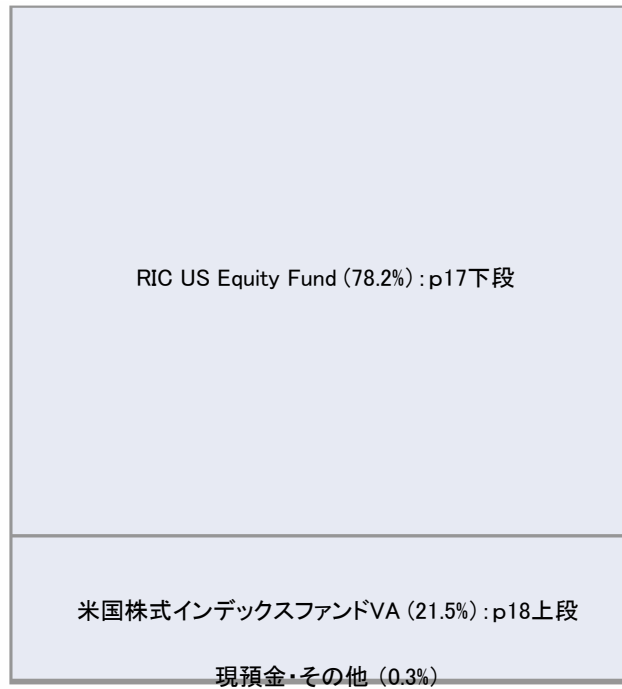 RIC US Equity Fund (78.2%):p17下段
米国株式インデックスファンドVA (21.5%):p18上段
現預金・その他 (0.3%)